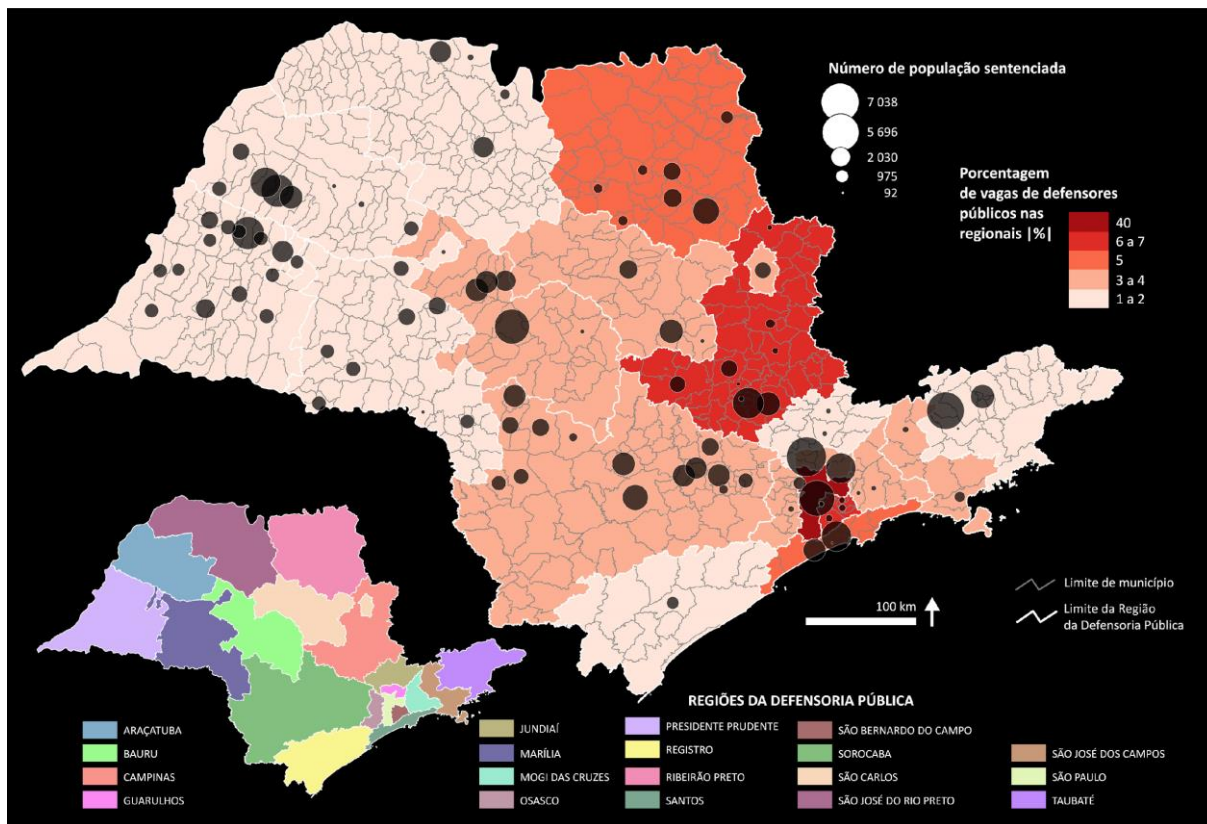 Número de população sentenciada
7 038
5 696
2 030
975
92
Porcentagem
de vagas de defensores
públicos nas
regionais |%|
40
6 a 7
5
3 a 4
1 a 2
100 km
Limite de município
Limite da Região
da Defensoria Pública
REGIÕES DA DEFENSORIA PÚBLICA
ARAÇATUBA
BAURU
CAMPINAS
GUARULHOS
JUNDIAÍ
MARÍLIA
MOGI DAS CRUZES
OSASCO
PRESIDENTE PRUDENTE
REGISTRO
RIBEIRÃO PRETO
SANTOS
SÃO BERNARDO DO CAMPO
SOROCABA
SÃO CARLOS
SÃO JOSÉ DO RIO PRETO
SÃO JOSÉ DOS CAMPOS
SÃO PAULO
TAUBATÉ